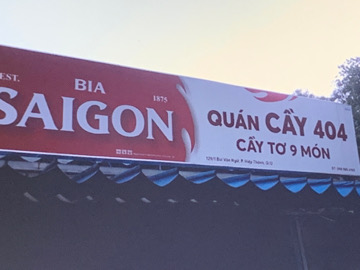 EST.
BIA
SAIGON
1875
QUÁN CẦY 404
CẦY TƠ 9 MÓN